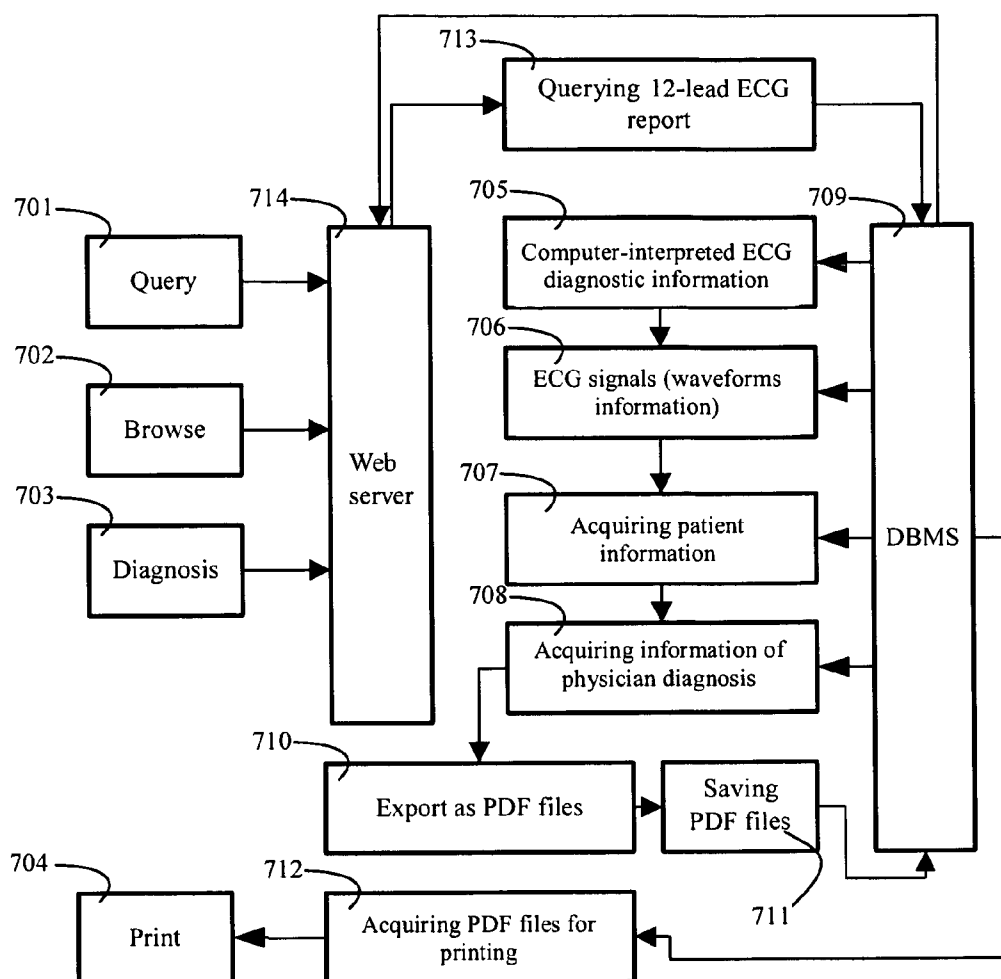 713
Querying 12-lead ECG
report
701
Query
714
Web
server
705
Computer-interpreted ECG
diagnostic information
709
DBMS
702
Browse
706
ECG signals (waveforms
information)
703
Diagnosis
707
Acquiring patient
information
708
Acquiring information of
physician diagnosis
710
Export as PDF files
Saving
PDF files
711
704
Print
712
Acquiring PDF files for
printing